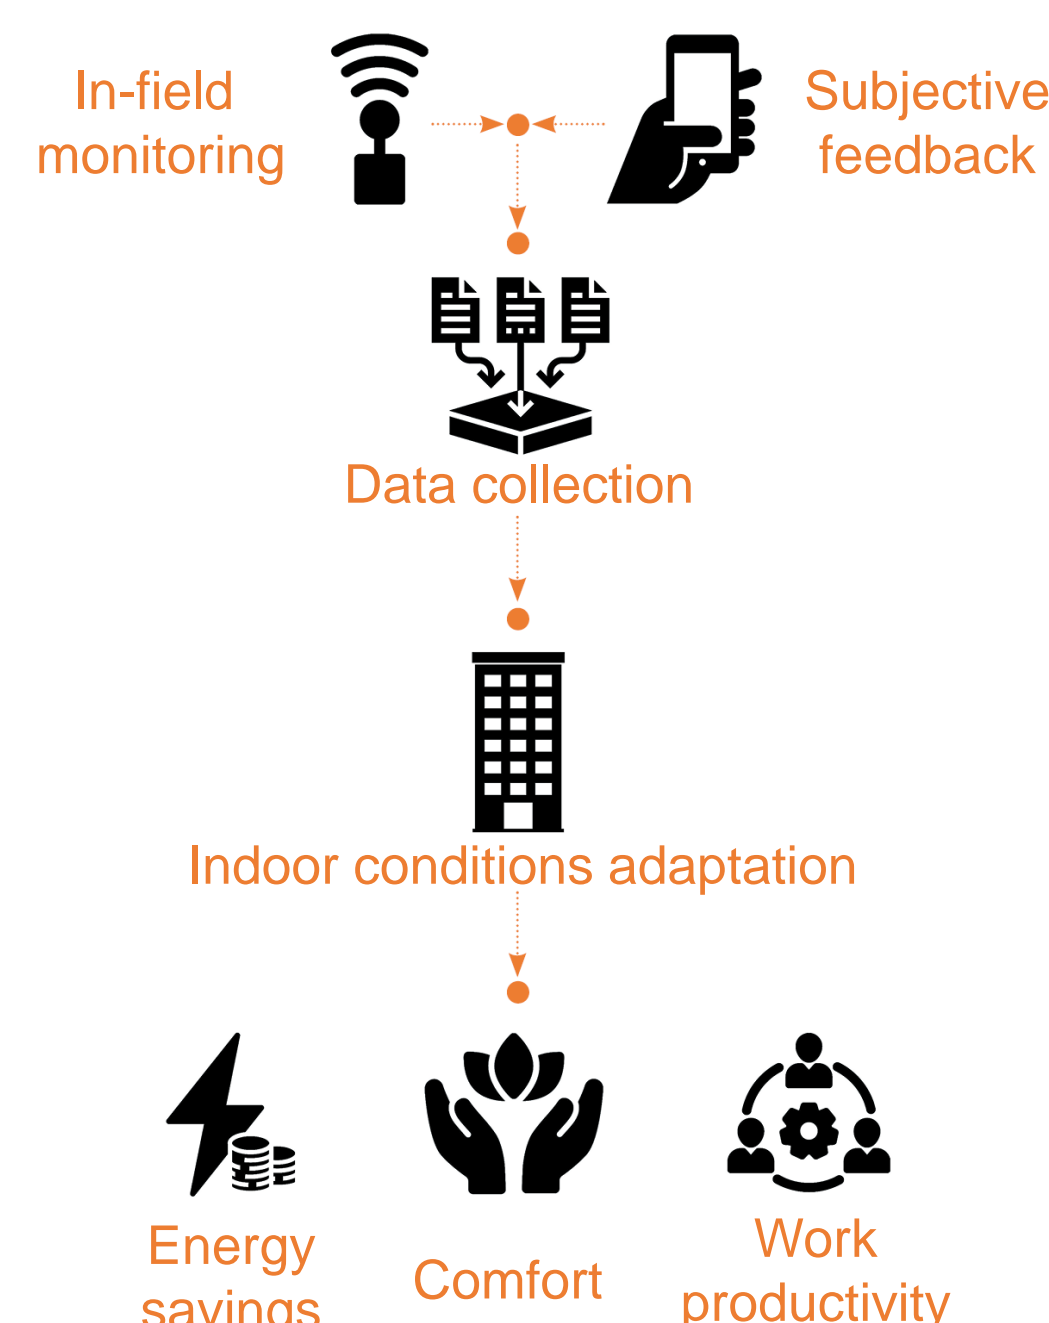 In-field
monitoring
Subjective
feedback
Data collection
Indoor conditions adaptation
Energy
savings
Comfort
Work
productivity